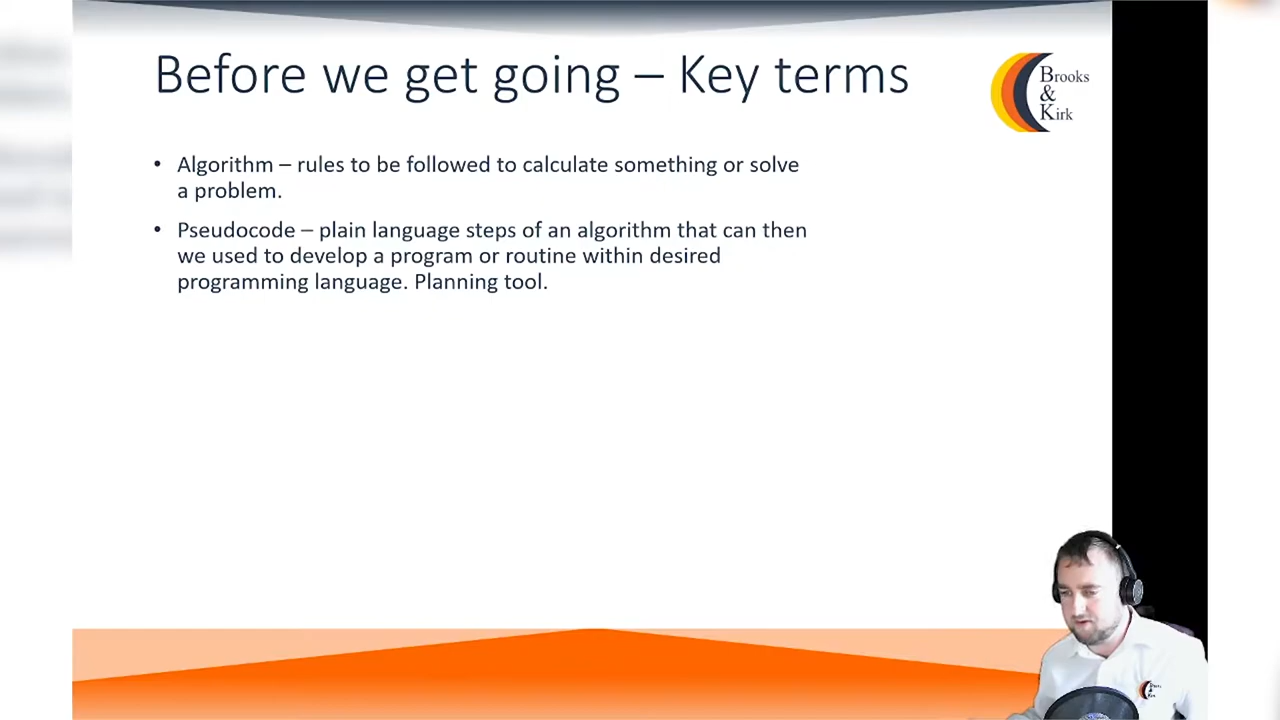 Before we get going – Key terms
Brooks
&
Kirk
• Algorithm – rules to be followed to calculate something or solve
a problem.
• Pseudocode – plain language steps of an algorithm that can then
we used to develop a program or routine within desired
programming language. Planning tool.